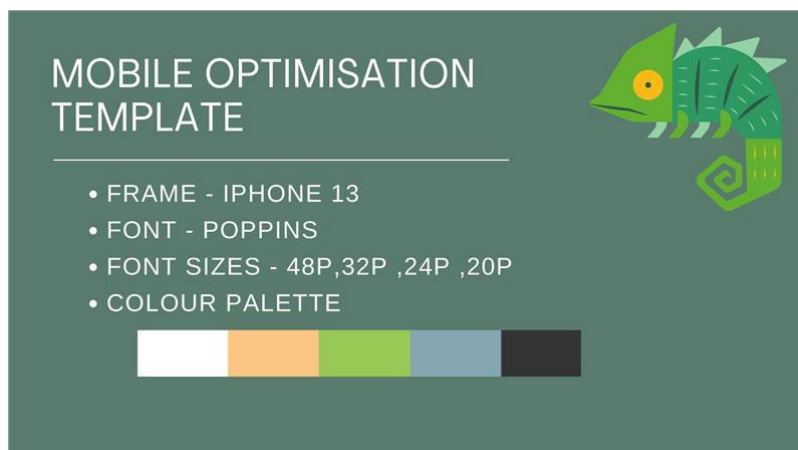 MOBILE OPTIMISATION
TEMPLATE
• FRAME - IPHONE 13
• FONT - POPPINS
• FONT SIZES - 48P,32P ,24P ,20P
• COLOUR PALETTE